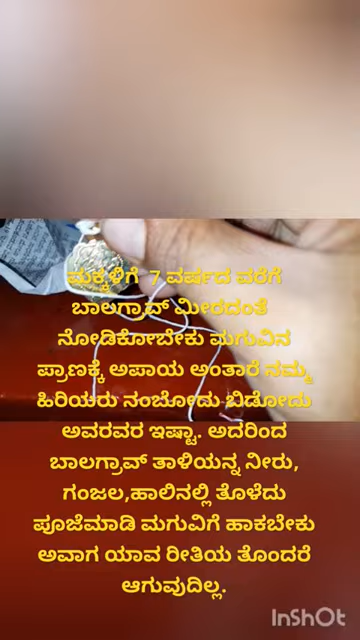 ಮಕ್ಕಳಿಗೆ 7 ವರ್ಷದ ವರೆಗೆ
ಬಾಲಗ್ರಾವ್ ಮೀರದಂತೆ
ನೋಡಿಕೋಬೇಕು ಮಗುವಿನ
ಪ್ರಾಣಕ್ಕೆ ಅಪಾಯ ಅಂತಾರೆ ನಮ್ಮ
ಹಿರಿಯರು ನಂಬೋದು ಬಿಡೋದು
ಅವರವರ ಇಷ್ಟಾ. ಅದರಿಂದ
ಬಾಲಗ್ರಾವ್ ತಾಳಿಯನ್ನ ನೀರು,
ಗಂಜಲ,ಹಾಲಿನಲ್ಲಿ ತೊಳೆದು
ಪೂಜೆಮಾಡಿ ಮಗುವಿಗೆ ಹಾಕಬೇಕು
ಅವಾಗ ಯಾವ ರೀತಿಯ ತೊಂದರೆ
ಆಗುವುದಿಲ್ಲ.
InShOt